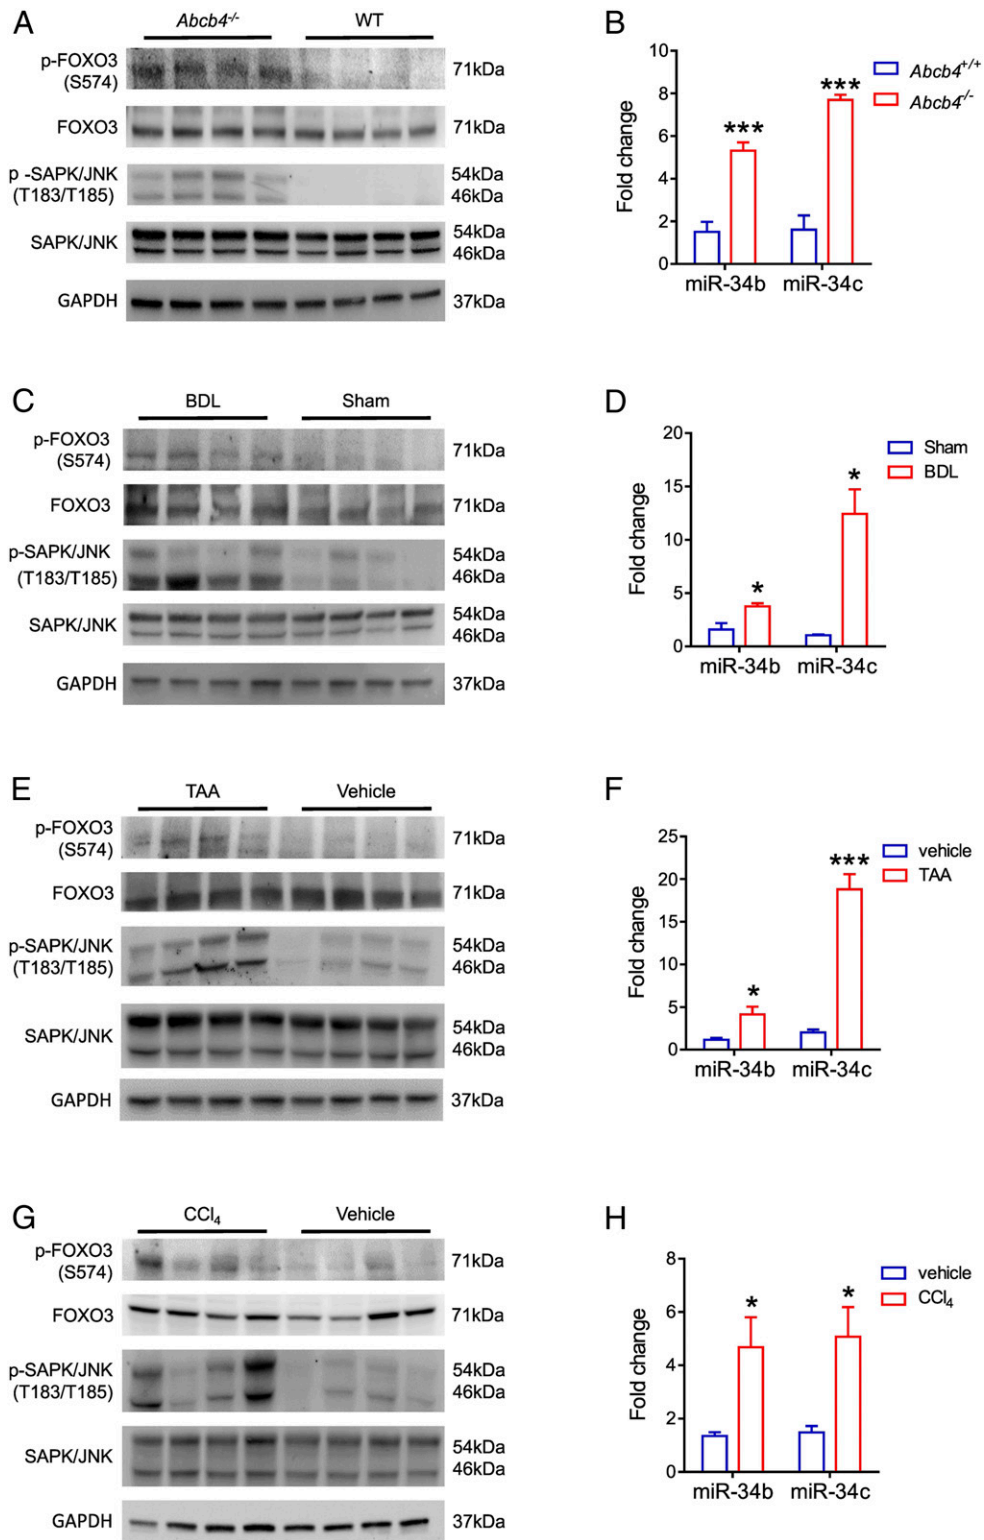 A
Abcb4-/-
WT
p-FOXO3
(S574)
71kDa
FOXO3
71kDa
p -SAPK/JNK
(T183/T185)
54kDa
46kDa
SAPK/JNK
54kDa
46kDa
GAPDH
37kDa
B
10
8
6
4
2
0
Fold change
***
***
miR-34b
miR-34c
Abcb4+/+
Abcb4r/-
C
BDL
Sham
p-FOXO3
(S574)
71kDa
FOXO3
71kDa
p-SAPK/JNK
(T183/T185)
54kDa
46kDa
SAPK/JNK
54kDa
46kDa
GAPDH
37kDa
D
20
15
10
5
0
Fold change
*
*
miR-34b
miR-34c
Sham
BDL
E
TAA
Vehicle
p-FOXO3
(S574)
71kDa
FOXO3
71kDa
p-SAPK/JNK
(T183/T185)
54kDa
46kDa
SAPK/JNK
54kDa
46kDa
GAPDH
37kDa
F
25
20
15
10
5
0
Fold change
*
***
miR-34b
miR-34c
vehicle
TAA
G
CCl4
Vehicle
p-FOXO3
(S574)
71kDa
FOXO3
71kDa
p-SAPK/JNK
(T183/T185)
54kDa
46kDa
SAPK/JNK
54kDa
46kDa
GAPDH
37kDa
H
8
6
4
2
0
Fold change
*
*
miR-34b
miR-34c
vehicle
CCl4